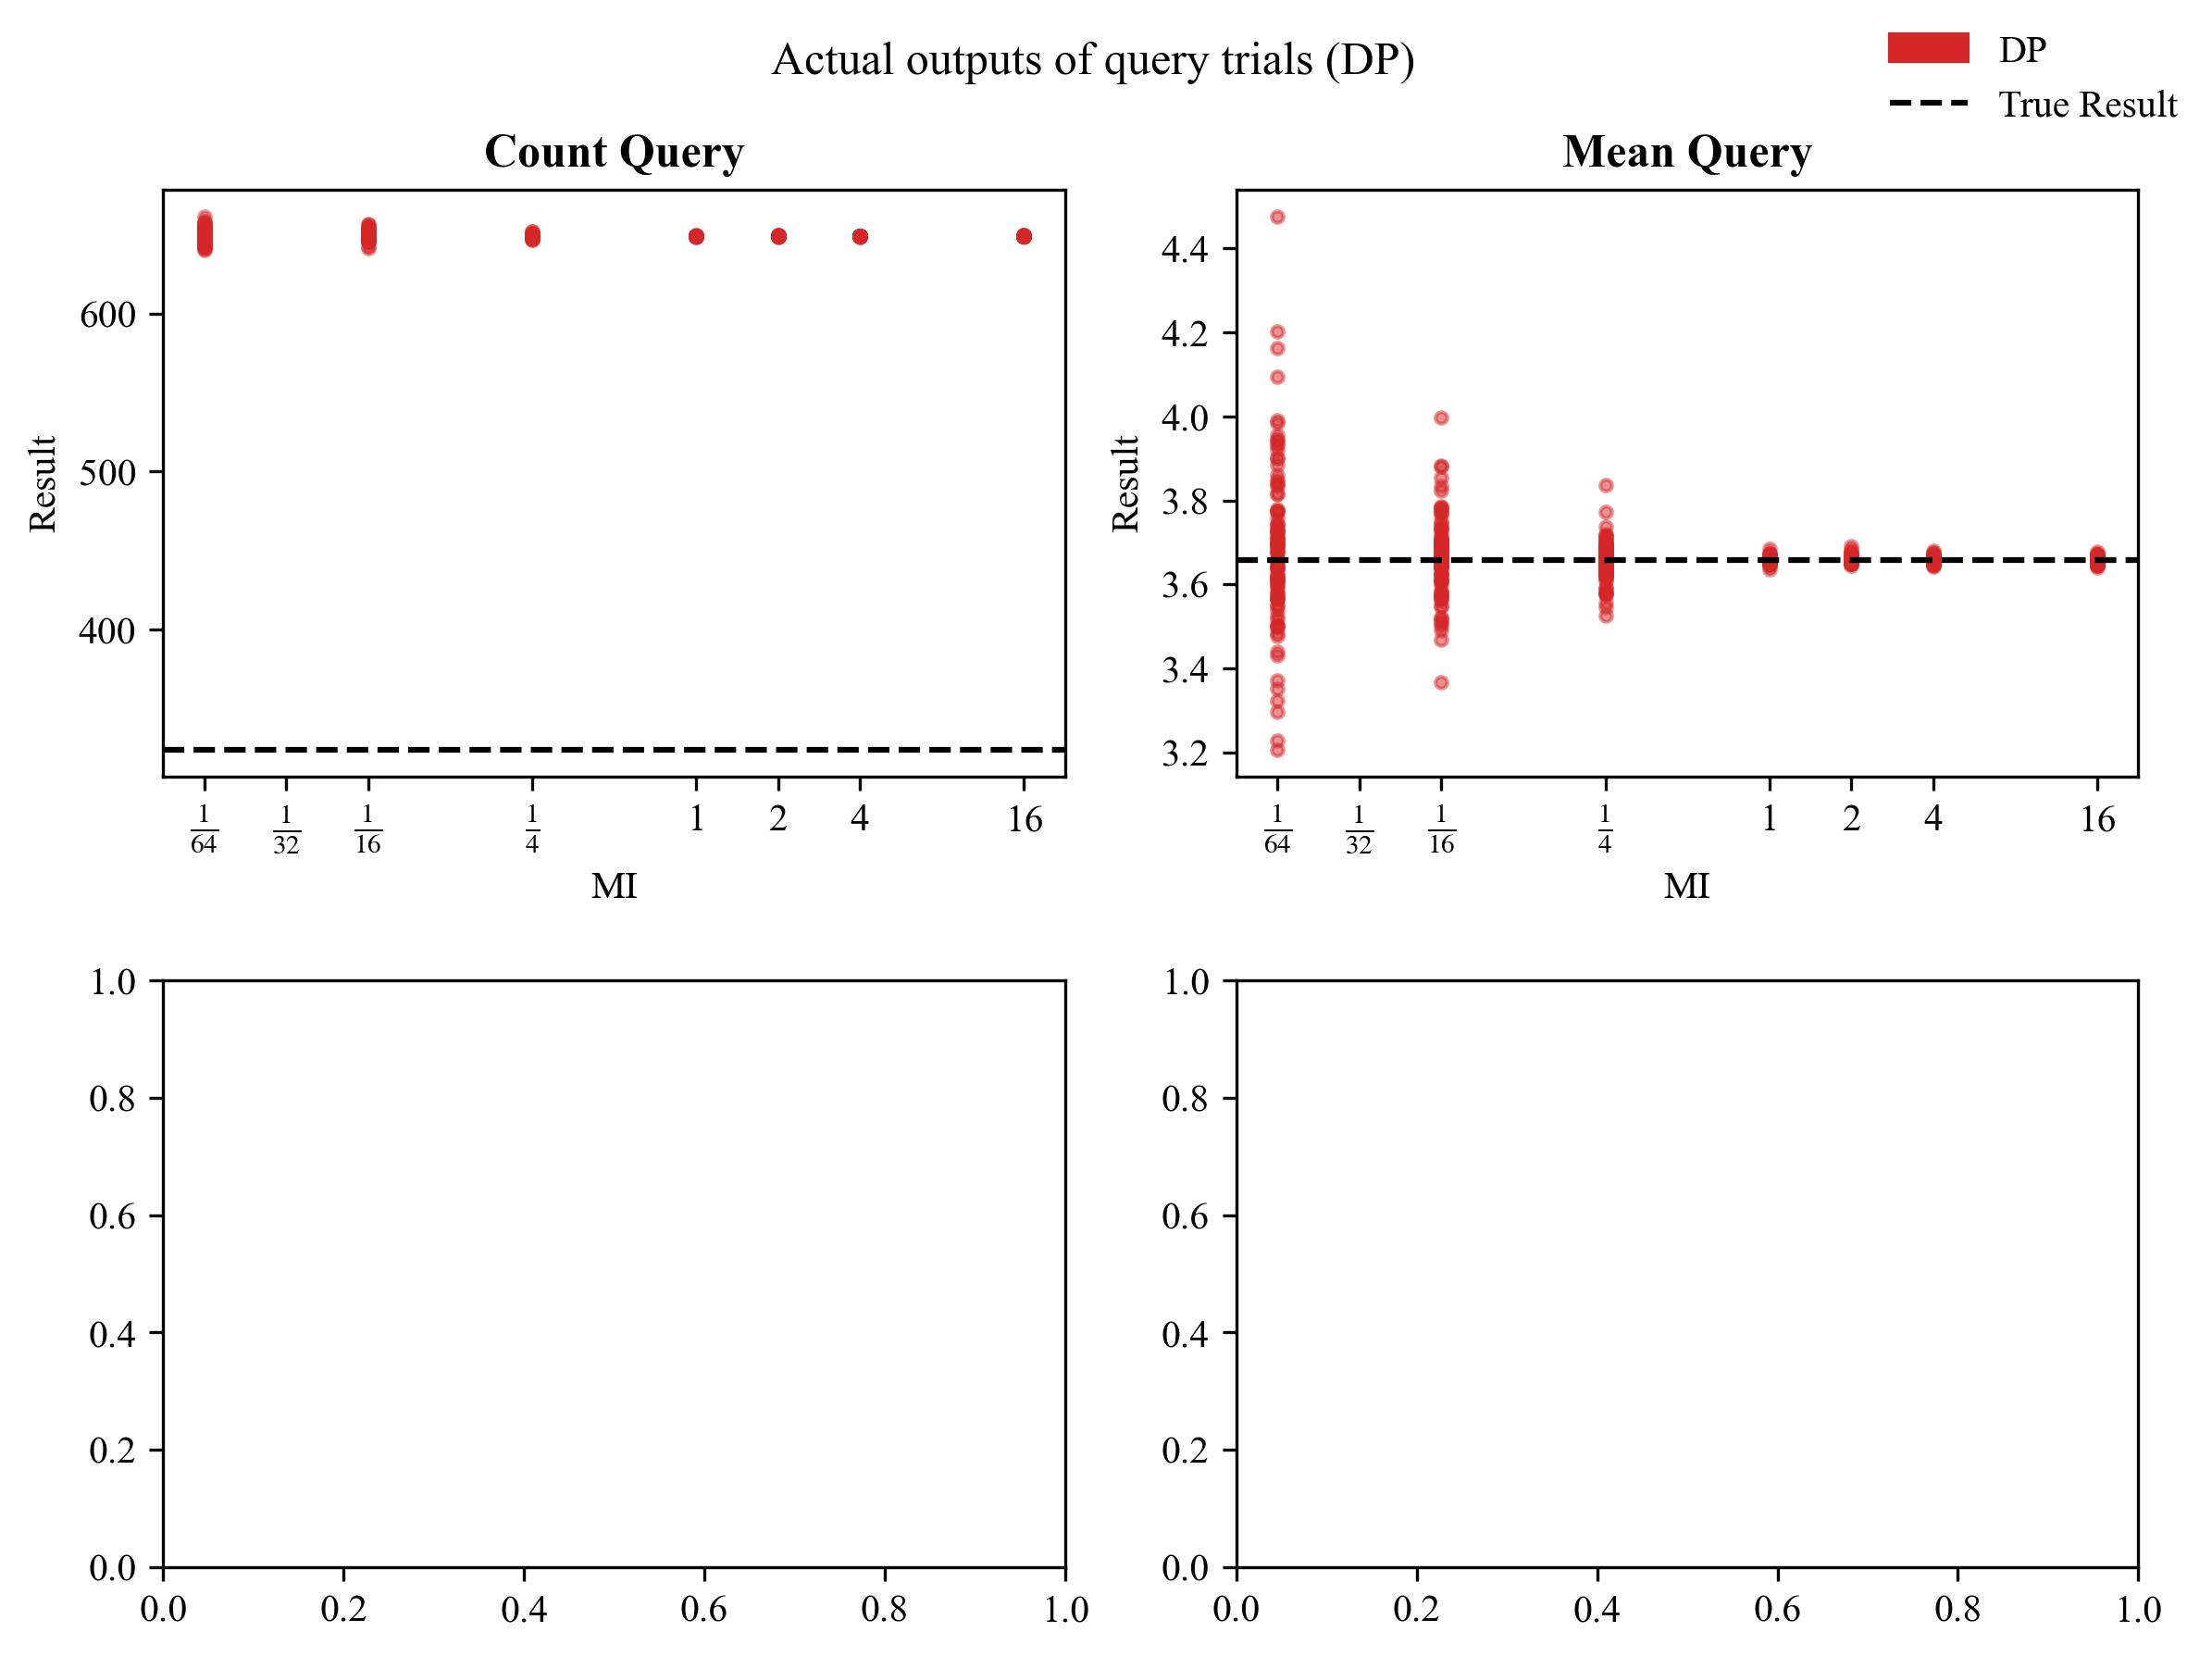 Actual outputs of query trials (DP)
DP
True Result
Count Query
Result
600
500
400
1/64 1/32 1/16 1/4 1 2 4 16
MI
Mean Query
Result
4.4
4.2
4.0
3.8
3.6
3.4
3.2
1/64 1/32 1/16 1/4 1 2 4 16
MI
1.0
0.8
0.6
0.4
0.2
0.0
0.0 0.2 0.4 0.6 0.8 1.0
1.0
0.8
0.6
0.4
0.2
0.0
0.0 0.2 0.4 0.6 0.8 1.0